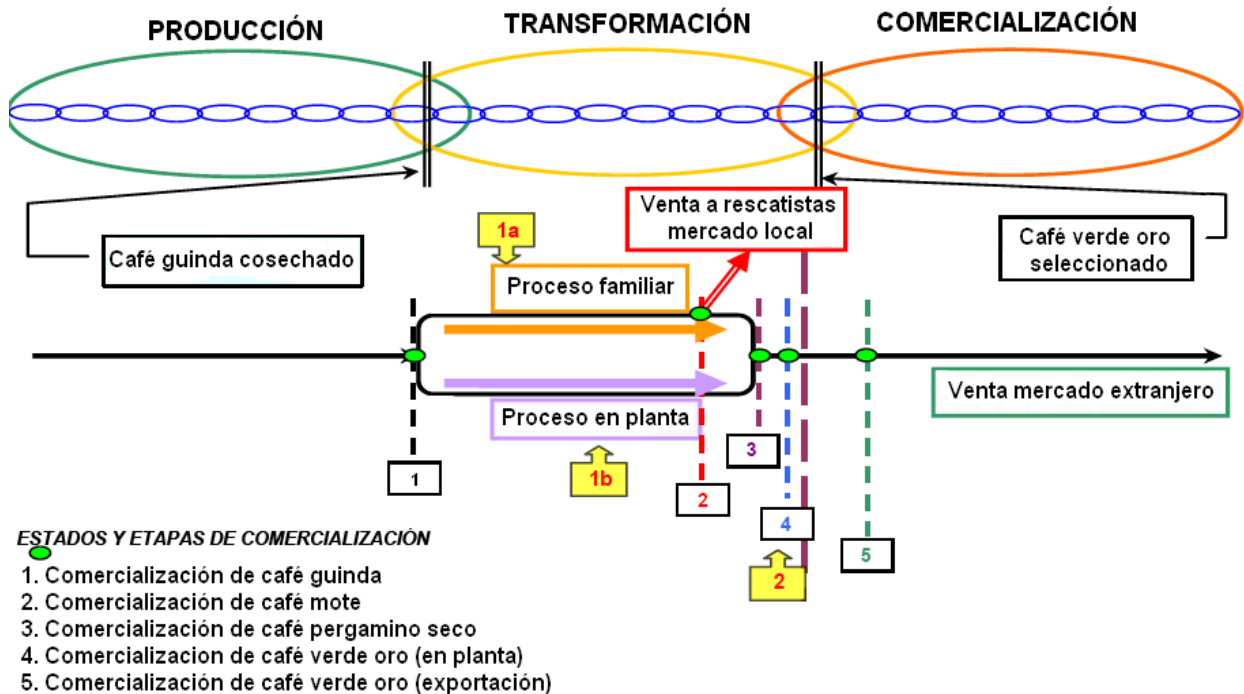 PRODUCCIÓN
TRANSFORMACIÓN
COMERCIALIZACIÓN
Venta a rescatistas
mercado local
1a
Café guinda cosechado
Café verde oro
seleccionado
Proceso familiar
Venta mercado extranjero
Proceso en planta
3
1
1b
2
4
5
2
ESTADOS Y ETAPAS DE COMERCIALIZACIÓN
1. Comercialización de café guinda
2. Comercialización de café mote
3. Comercialización de café pergamino seco
4. Comercializacion de café verde oro (en planta)
5. Comercialización de café verde oro (exportación)